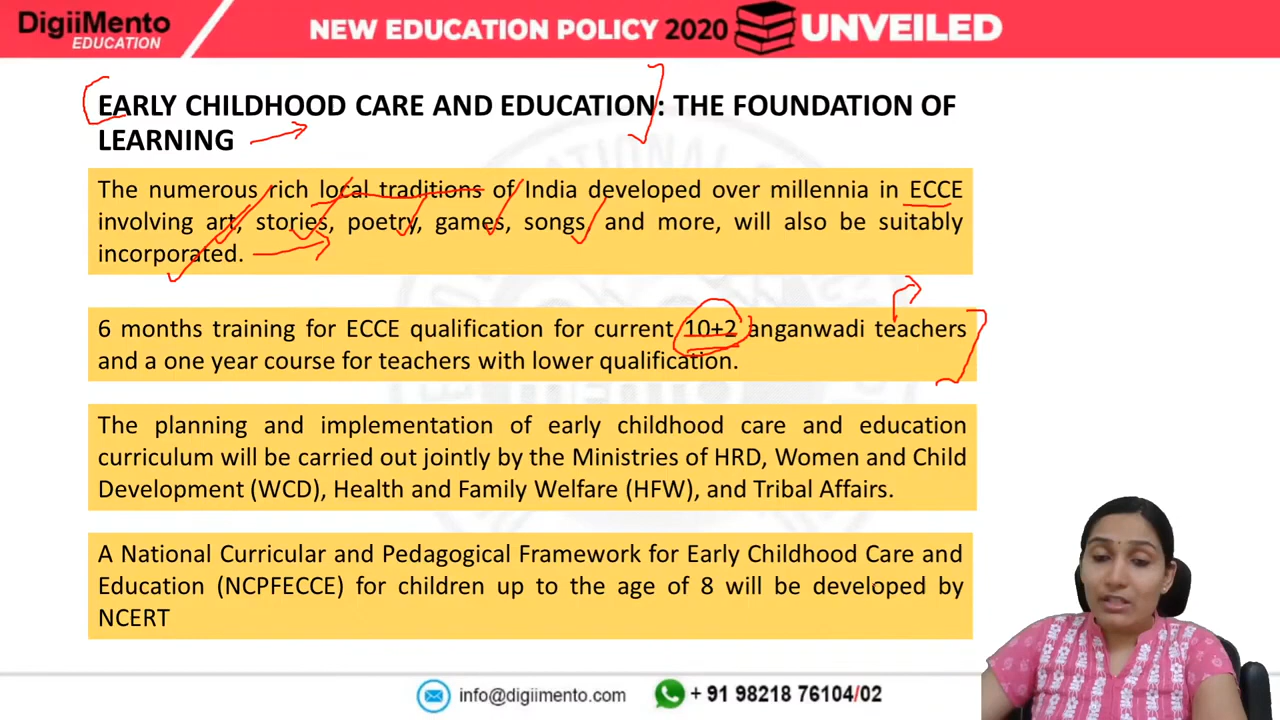 DigiiMento
EDUCATION
NEW EDUCATION POLICY 2020 UNVEILED
EARLY CHILDHOOD CARE AND EDUCATION: THE FOUNDATION OF
LEARNING
The numerous rich local traditions of India developed over millennia in ECCE
involving art, stories, poetry, games, songs, and more, will also be suitably
incorporated.
6 months training for ECCE qualification for current 10+2 anganwadi teachers
and a one year course for teachers with lower qualification.
The planning and implementation of early childhood care and education
curriculum will be carried out jointly by the Ministries of HRD, Women and Child
Development (WCD), Health and Family Welfare (HFW), and Tribal Affairs.
A National Curricular and Pedagogical Framework for Early Childhood Care and
Education (NCPFECCE) for children up to the age of 8 will be developed by
NCERT
info@digiimento.com + 91 98218 76104/02